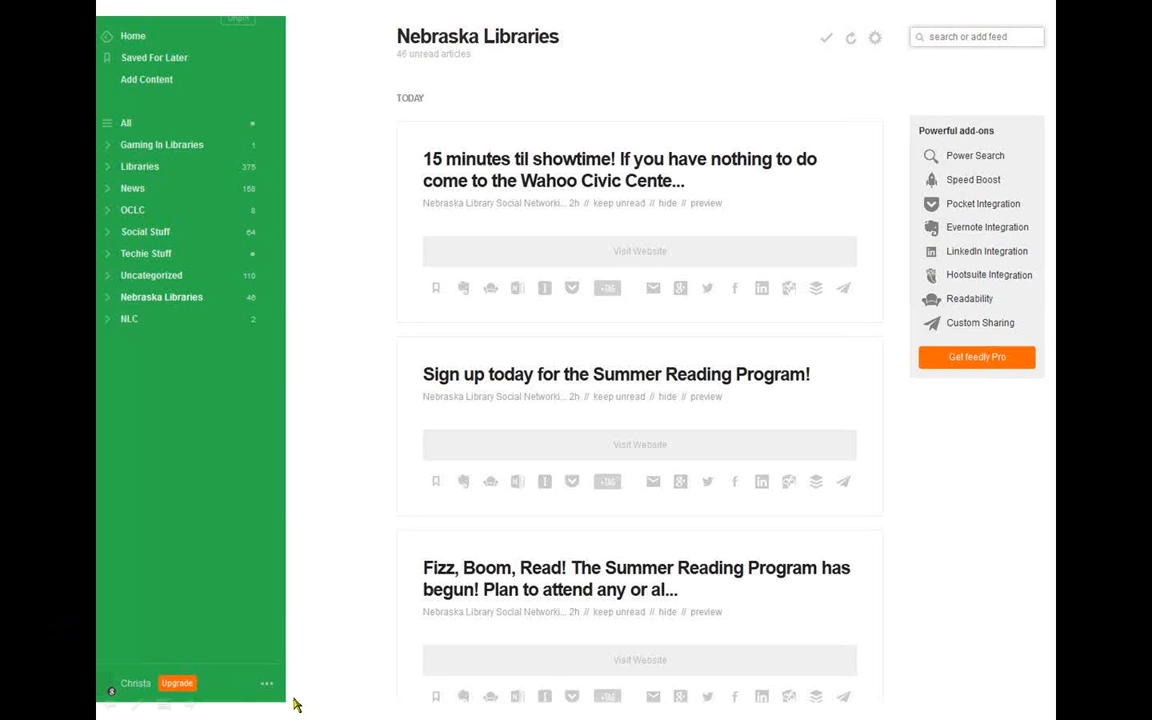 Unpin
Home
Saved For Later
Add Content
All
Gaming In Libraries 1
Libraries 375
News 168
OCLC 8
Social Stuff 64
Techie Stuff
Uncategorized 110
Nebraska Libraries 46
NLC 2
Christa Upgrade
Nebraska Libraries
46 unread articles
search or add feed
TODAY
15 minutes til showtime! If you have nothing to do
come to the Wahoo Civic Cente...
Nebraska Library Social Networki... 2h // keep unread // hide // preview
Visit Website
+TAG
Sign up today for the Summer Reading Program!
Nebraska Library Social Networki... 2h // keep unread // hide // preview
Visit Website
+TAG
Fizz, Boom, Read! The Summer Reading Program has
begun! Plan to attend any or al...
Nebraska Library Social Networki... 2h // keep unread // hide // preview
Visit Website
+TAG
Powerful add-ons
Power Search
Speed Boost
Pocket Integration
Evernote Integration
LinkedIn Integration
Hootsuite Integration
Readability
Custom Sharing
Get feedly Pro